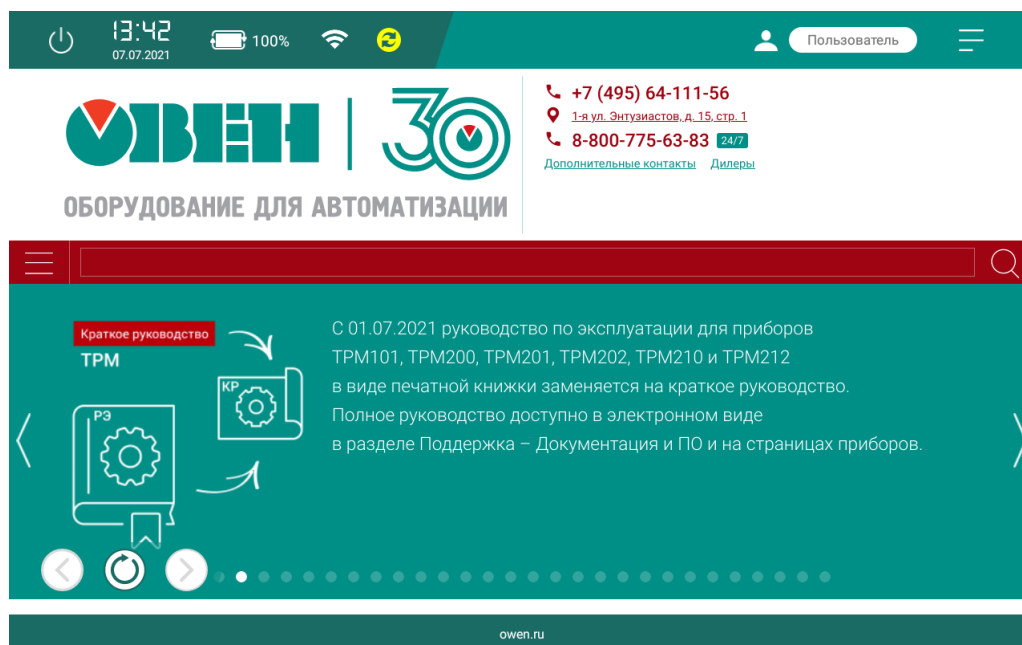 13:42
07.07.2021
100%
Пользователь
ОВЕН
30
ОБОРУДОВАНИЕ ДЛЯ АВТОМАТИЗАЦИИ
+7 (495) 64-111-56
1-я ул. Энтузиастов, д. 15, стр. 1
8-800-775-63-83 24/7
Дополнительные контакты Дилеры
Краткое руководство
ТРМ
КР
РЭ
С 01.07.2021 руководство по эксплуатации для приборов
ТРМ101, ТРМ200, ТРМ201, ТРМ202, ТРМ210 и ТРМ212
в виде печатной книжки заменяется на краткое руководство.
Полное руководство доступно в электронном виде
в разделе Поддержка – Документация и ПО и на страницах приборов.
owen.ru